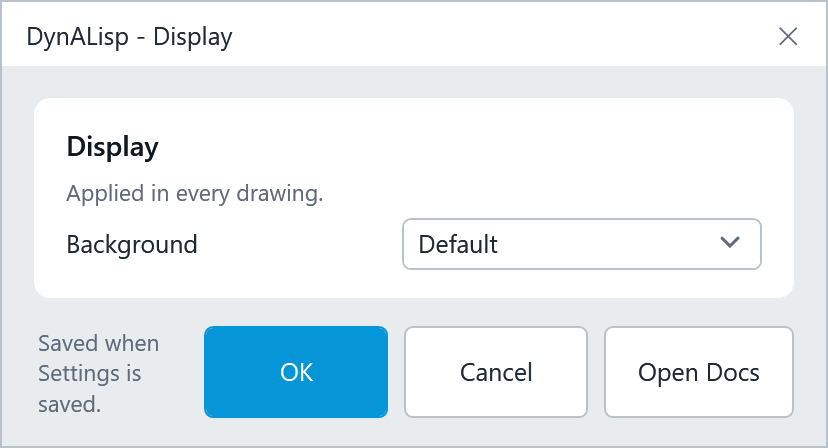 DynALisp - Display
Display
Applied in every drawing.
Background
Default
Saved when
Settings is
saved.
OK
Cancel
Open Docs